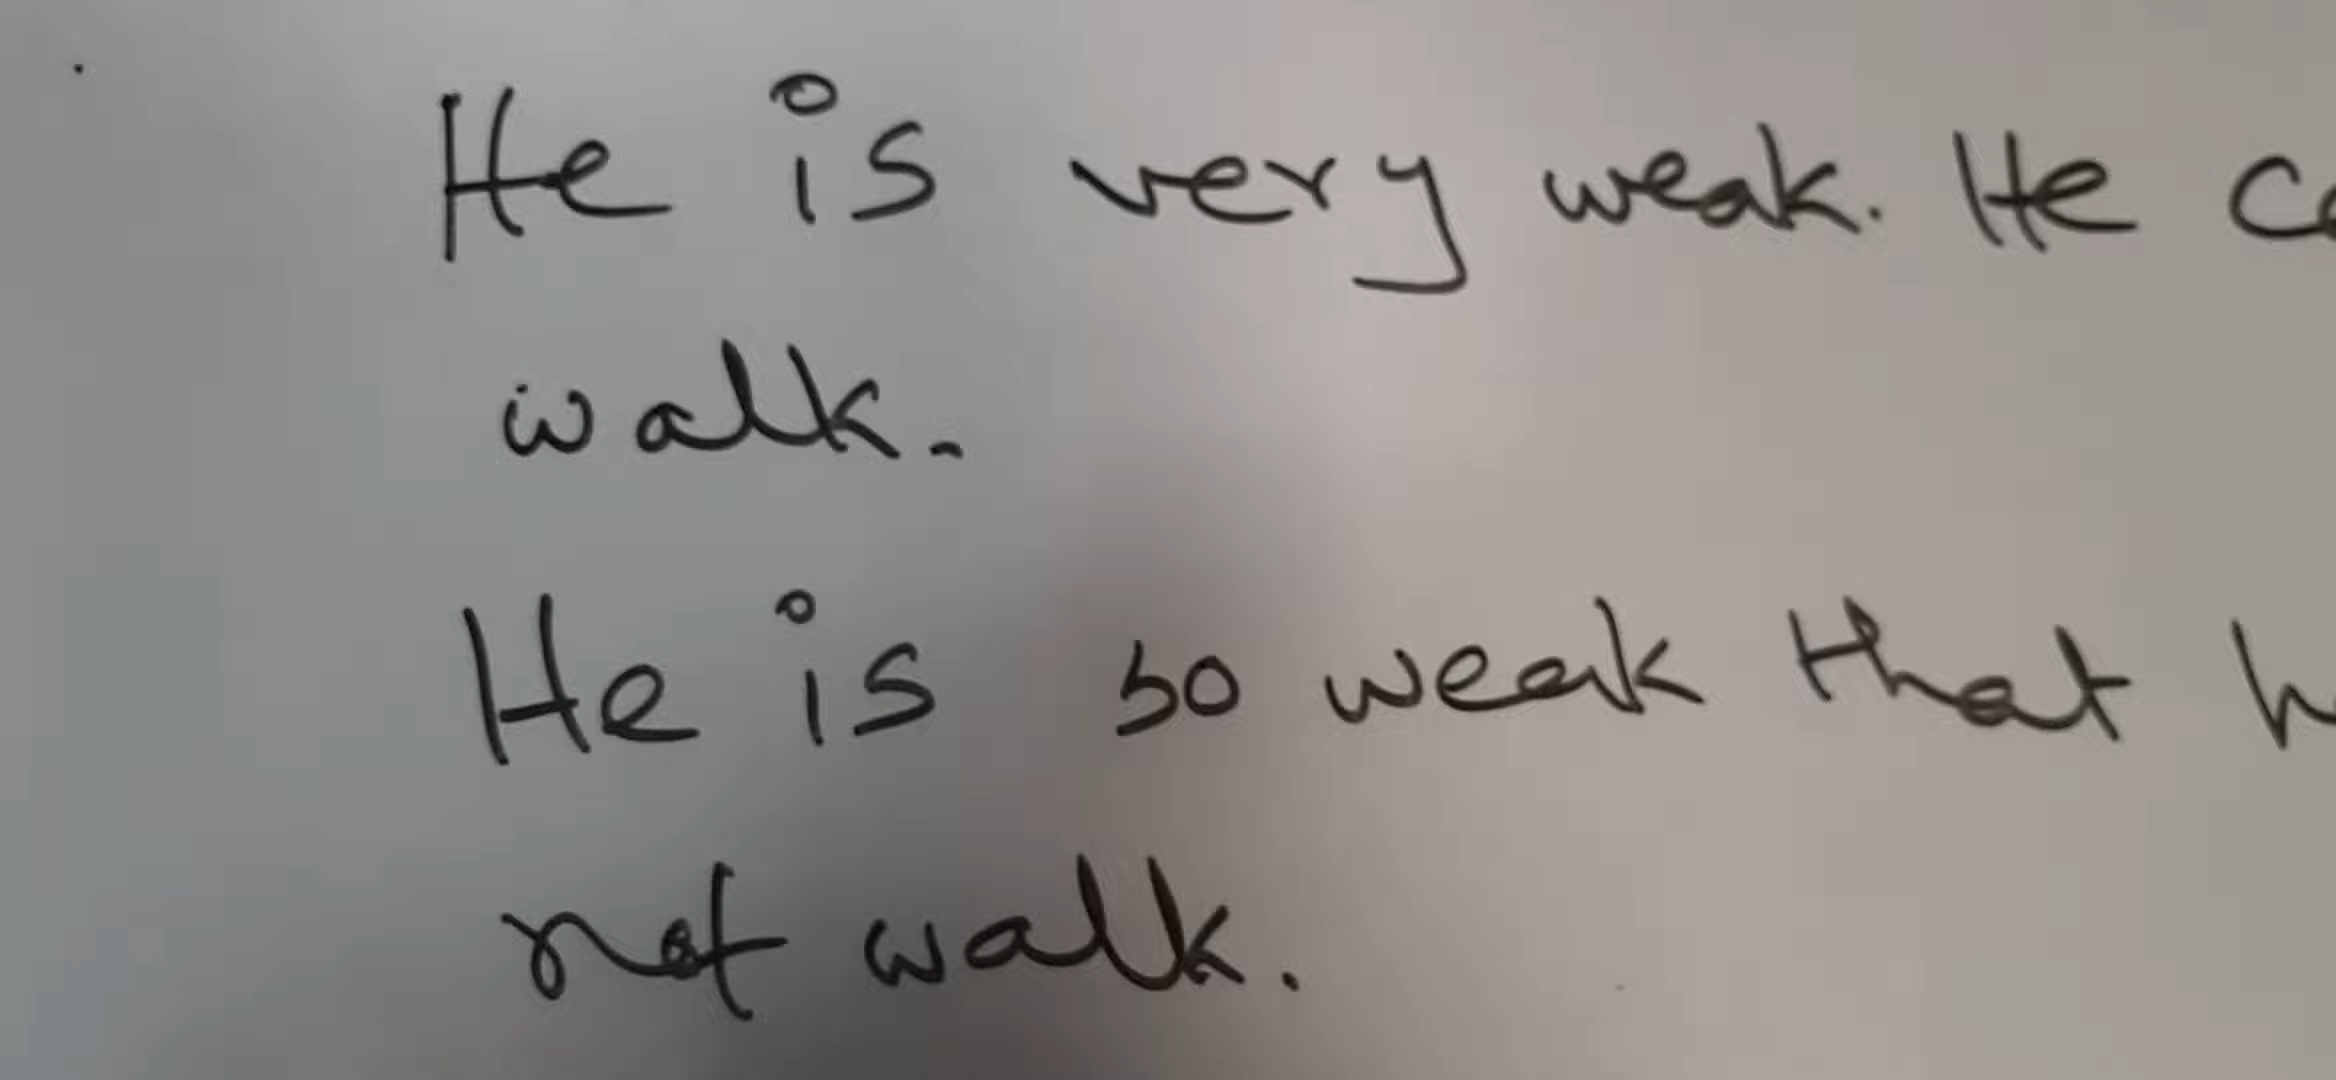 He is very weak. He
walk.
He is so weak that
not walk.